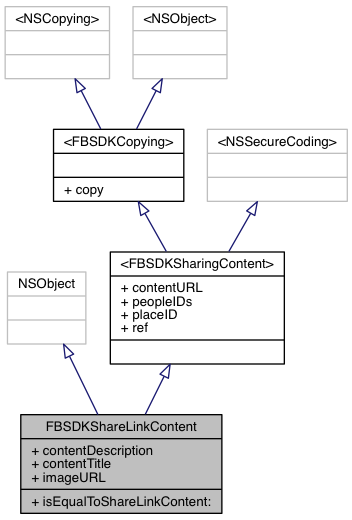 <NSCopying>
<NSObject>
<FBSDKCopying>
+ copy
<NSSecureCoding>
<FBSDKSharingContent>
+ contentURL
+ peopleIDs
+ placeID
+ ref
NSObject
FBSDKShareLinkContent
+ contentDescription
+ contentTitle
+ imageURL
+ isEqualToShareLinkContent: